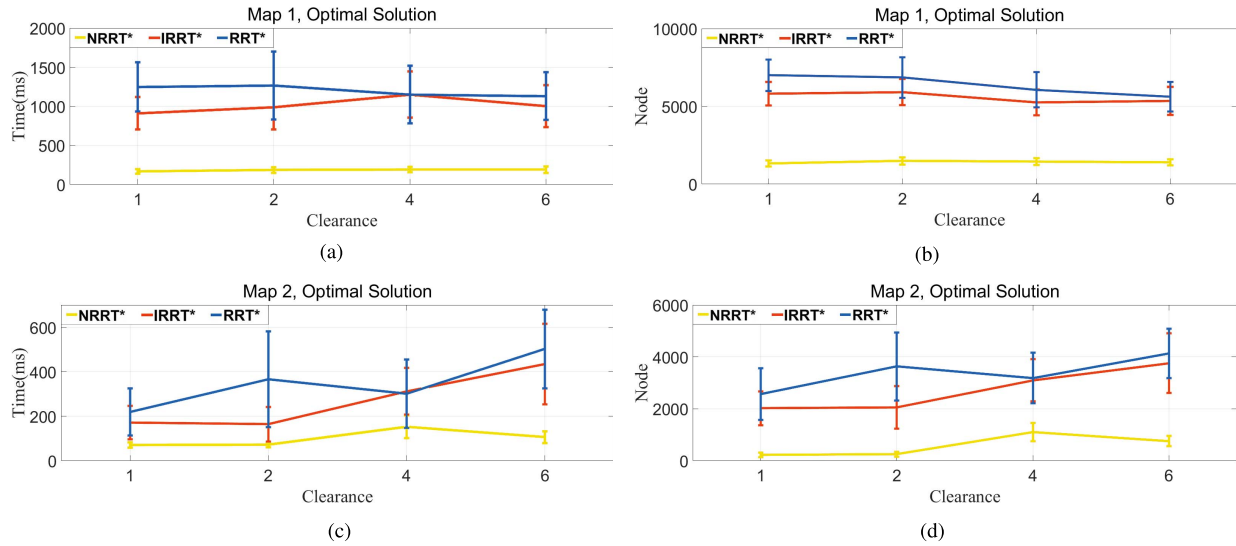 Map 1, Optimal Solution
NRRT* IRRT* RRT*
Time(ms)
2000
1500
1000
500
0
1 2 4 6
Clearance
(a)
Map 1, Optimal Solution
NRRT* IRRT* RRT*
Node
10000
5000
0
1 2 4 6
Clearance
(b)
Map 2, Optimal Solution
NRRT* IRRT* RRT*
Time(ms)
600
400
200
0
1 2 4 6
Clearance
(c)
Map 2, Optimal Solution
NRRT* IRRT* RRT*
Node
6000
4000
2000
0
1 2 4 6
Clearance
(d)